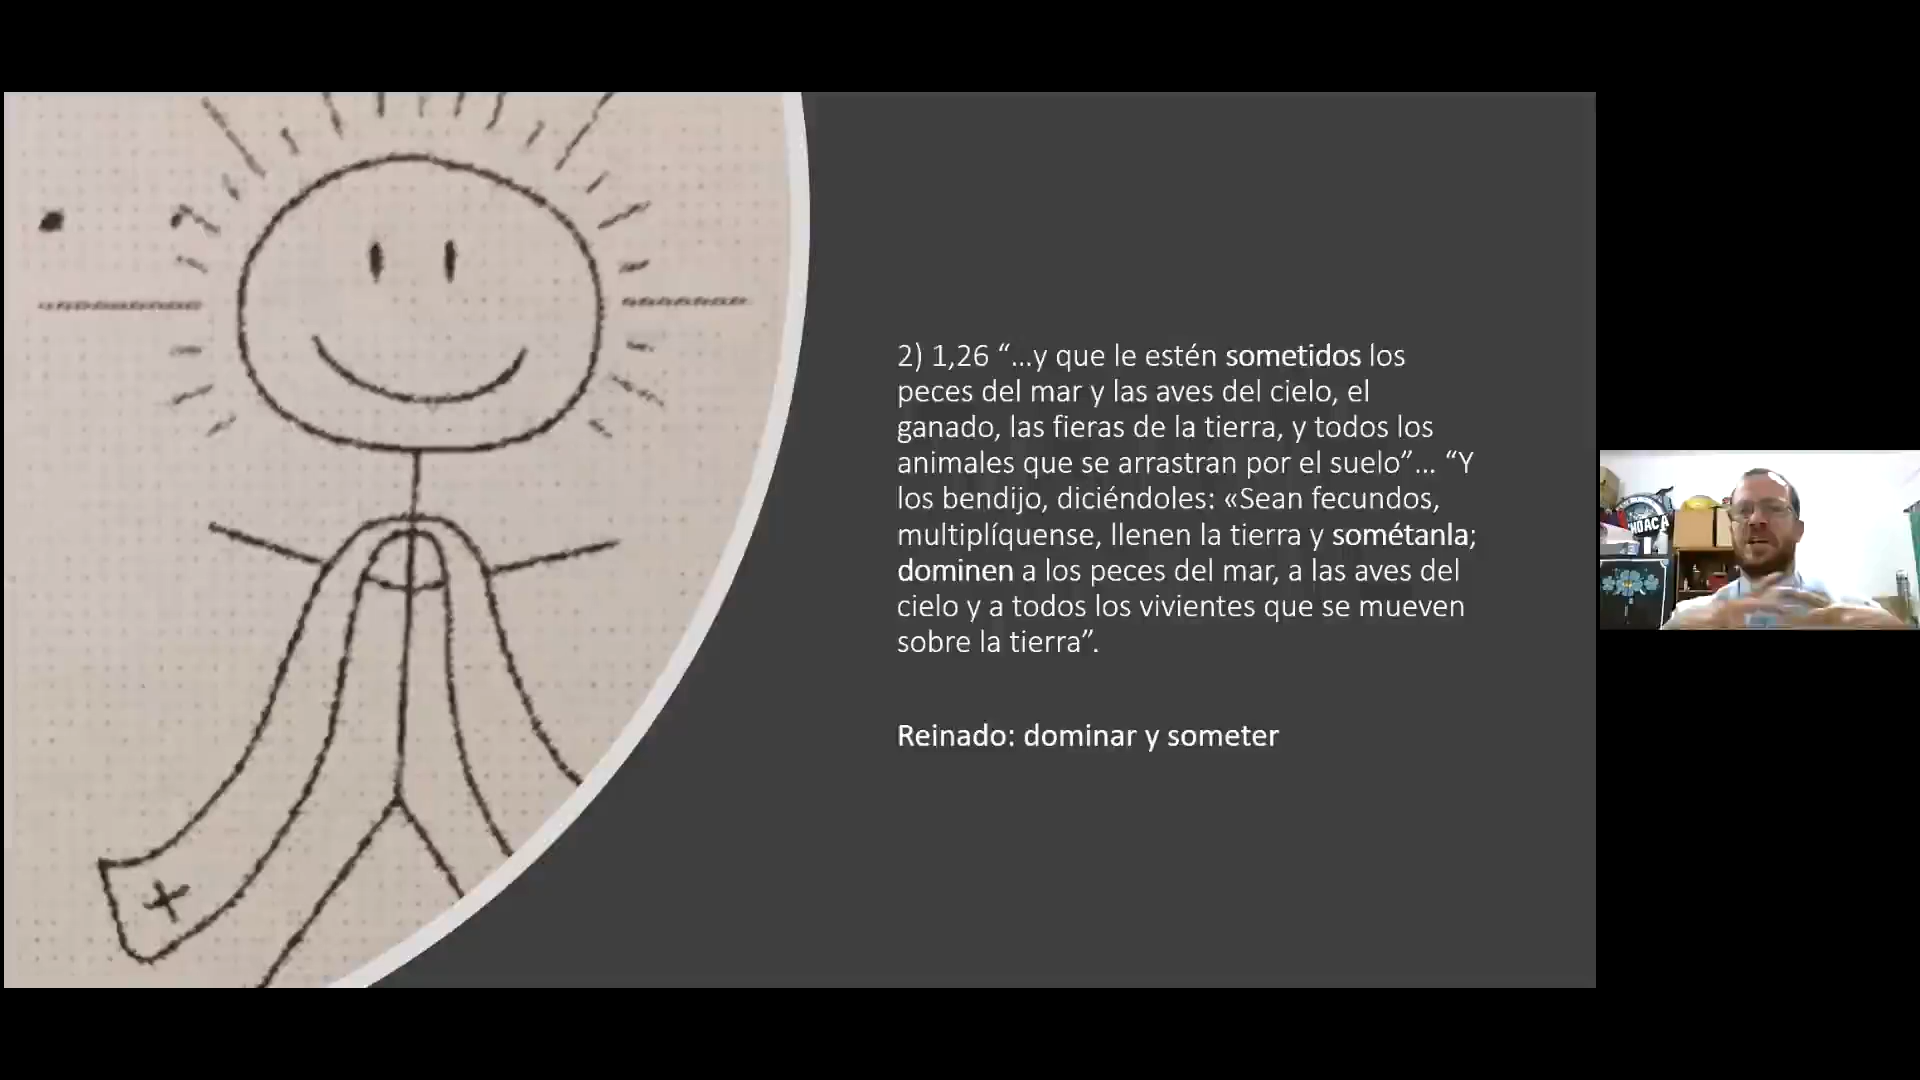 2) 1,26 “…y que le estén sometidos los
peces del mar y las aves del cielo, el
ganado, las fieras de la tierra, y todos los
animales que se arrastran por el suelo”… “Y
los bendijo, diciéndoles: «Sean fecundos,
multiplíquense, llenen la tierra y sométanla;
dominen a los peces del mar, a las aves del
cielo y a todos los vivientes que se mueven
sobre la tierra”.
Reinado: dominar y someter